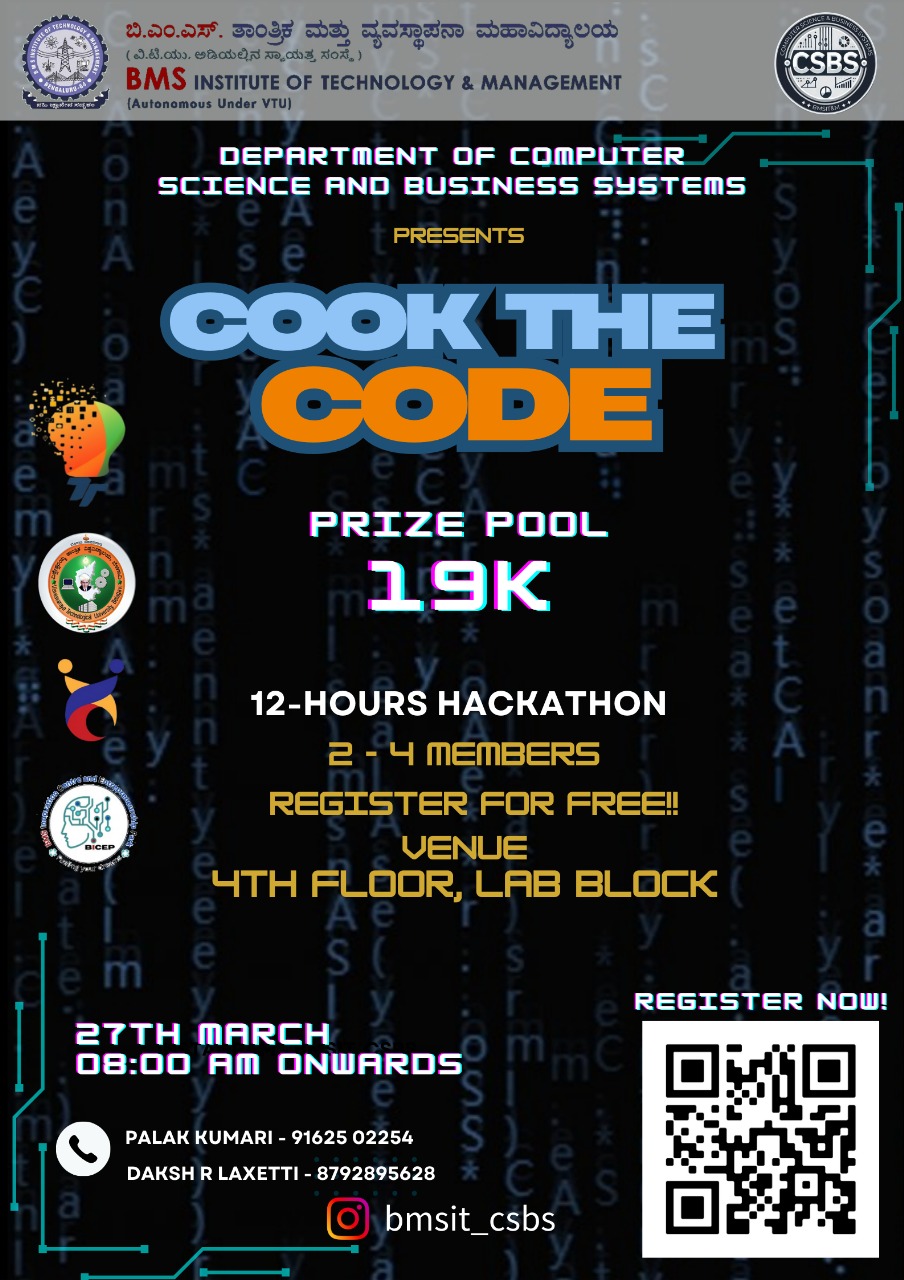 ಬಿ.ಎಂ.ಎಸ್. ತಾಂತ್ರಿಕ ಮತ್ತು ವ್ಯವಸ್ಥಾಪನಾ ಮಹಾವಿದ್ಯಾಲಯ
( ವಿ.ಟಿ.ಯು. ಅಡಿಯಲ್ಲಿನ ಸ್ವಾಯತ್ತ ಸಂಸ್ಥೆ )
BMS INSTITUTE OF TECHNOLOGY & MANAGEMENT
(Autonomous Under VTU)
CSBS
DEPARTMENT OF COMPUTER
SCIENCE AND BUSINESS SYSTEMS
PRESENTS
COOK THE
CODE
PRIZE POOL
19K
12-HOURS HACKATHON
2 - 4 MEMBERS
REGISTER FOR FREE!!
VENUE
4TH FLOOR, LAB BLOCK
BICEP
REGISTER NOW!
27TH MARCH
08:00 AM ONWARDS
PALAK KUMARI - 91625 02254
DAKSH R LAXETTI - 8792895628
bmsit_csbs